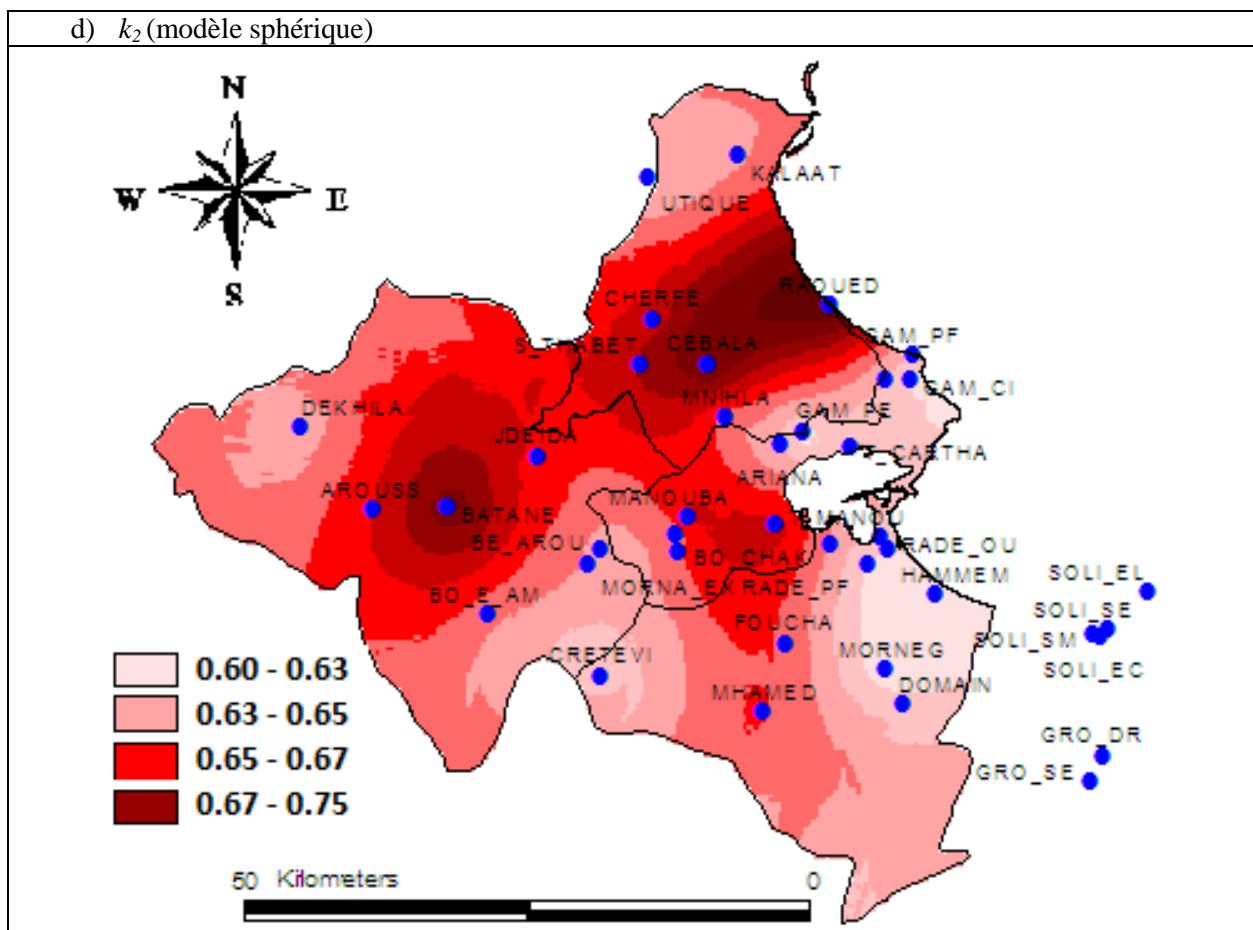 d) k2 (modèle sphérique)
N
W
E
S
KALAAT
UTIQUE
RAOUED
CHERFE
GAM_PF
S_THABET
CEBALA
GAM_CI
MNIHLA
GAM_PE
DEKHILA
JDEIDA
T_CARTHA
ARIANA
AROUSS
MANOUBA
BATANE
T_MANOU
BE_AROU
BO_CHAK
RADE_OU
MORNA_EX
RADE_PF
HAMMEM
SOLI_EL
BO_E_AM
SOLI_SE
FOUCHA
SOLI_SM
CRETEVI
MORNEG
SOLI_EC
MHAMED
DOMAIN
GRO_DR
GRO_SE
0.60 - 0.63
0.63 - 0.65
0.65 - 0.67
0.67 - 0.75
50 Kilometers 0